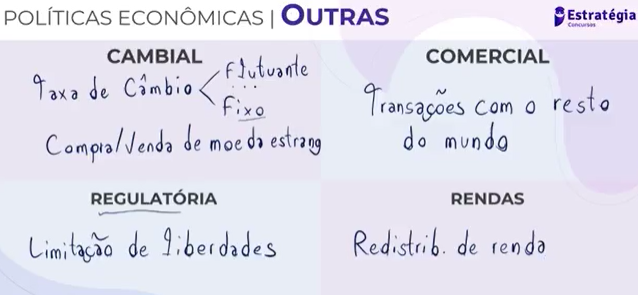 POLÍTICAS ECONÔMICAS | OUTRAS
Estratégia
Concursos
CAMBIAL
Taxa de Câmbio < Flutuante
...
Fixo
Compra/Venda de moeda estrang
COMERCIAL
Transações com o resto
do mundo
REGULATÓRIA
Limitação de liberdades
RENDAS
Redistrib. de renda